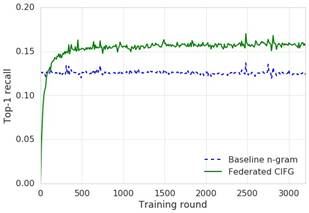 0.20
0.15
0.10
0.05
0.00
Top-1 recall
0 500 1000 1500 2000 2500 3000
Training round
Baseline n-gram
Federated CIFG